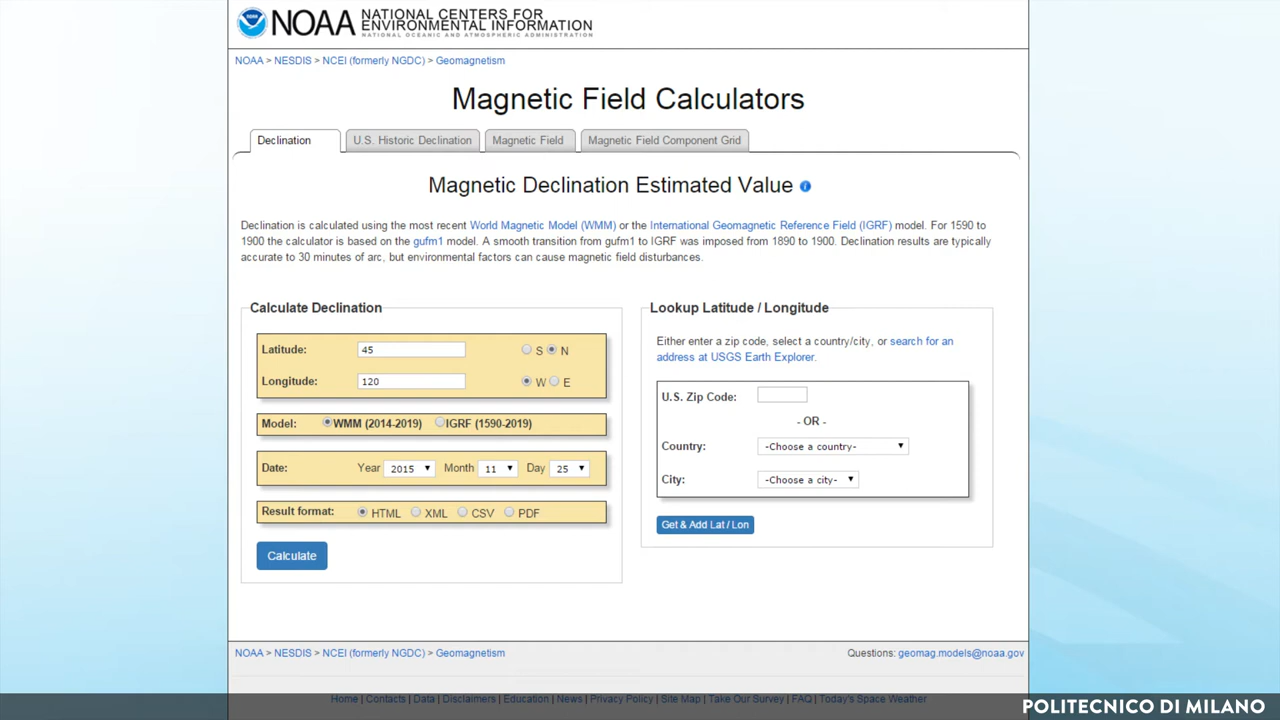 NOAA NATIONAL CENTERS FOR
ENVIRONMENTAL INFORMATION
NATIONAL OCEANIC AND ATMOSPHERIC ADMINISTRATION
NOAA > NESDIS > NCEI (formerly NGDC) > Geomagnetism
Magnetic Field Calculators
Declination U.S. Historic Declination Magnetic Field Magnetic Field Component Grid
Magnetic Declination Estimated Value
Declination is calculated using the most recent World Magnetic Model (WMM) or the International Geomagnetic Reference Field (IGRF) model. For 1590 to
1900 the calculator is based on the gufm1 model. A smooth transition from gufm1 to IGRF was imposed from 1890 to 1900. Declination results are typically
accurate to 30 minutes of arc, but environmental factors can cause magnetic field disturbances.
Calculate Declination
Latitude: 45 S N
Longitude: 120 W E
Model: WMM (2014-2019) IGRF (1590-2019)
Date: Year 2015 Month 11 Day 25
Result format: HTML XML CSV PDF
Calculate
Lookup Latitude / Longitude
Either enter a zip code, select a country/city, or search for an
address at USGS Earth Explorer.
U.S. Zip Code:
- OR -
Country: -Choose a country-
City: -Choose a city-
Get & Add Lat / Lon
NOAA > NESDIS > NCEI (formerly NGDC) > Geomagnetism Questions: geomag.models@noaa.gov
Home | Contacts | Data | Disclaimers | Education | News | Privacy Policy | Site Map | Take Our Survey | FAQ | Today's Space Weather
POLITECNICO DI MILANO